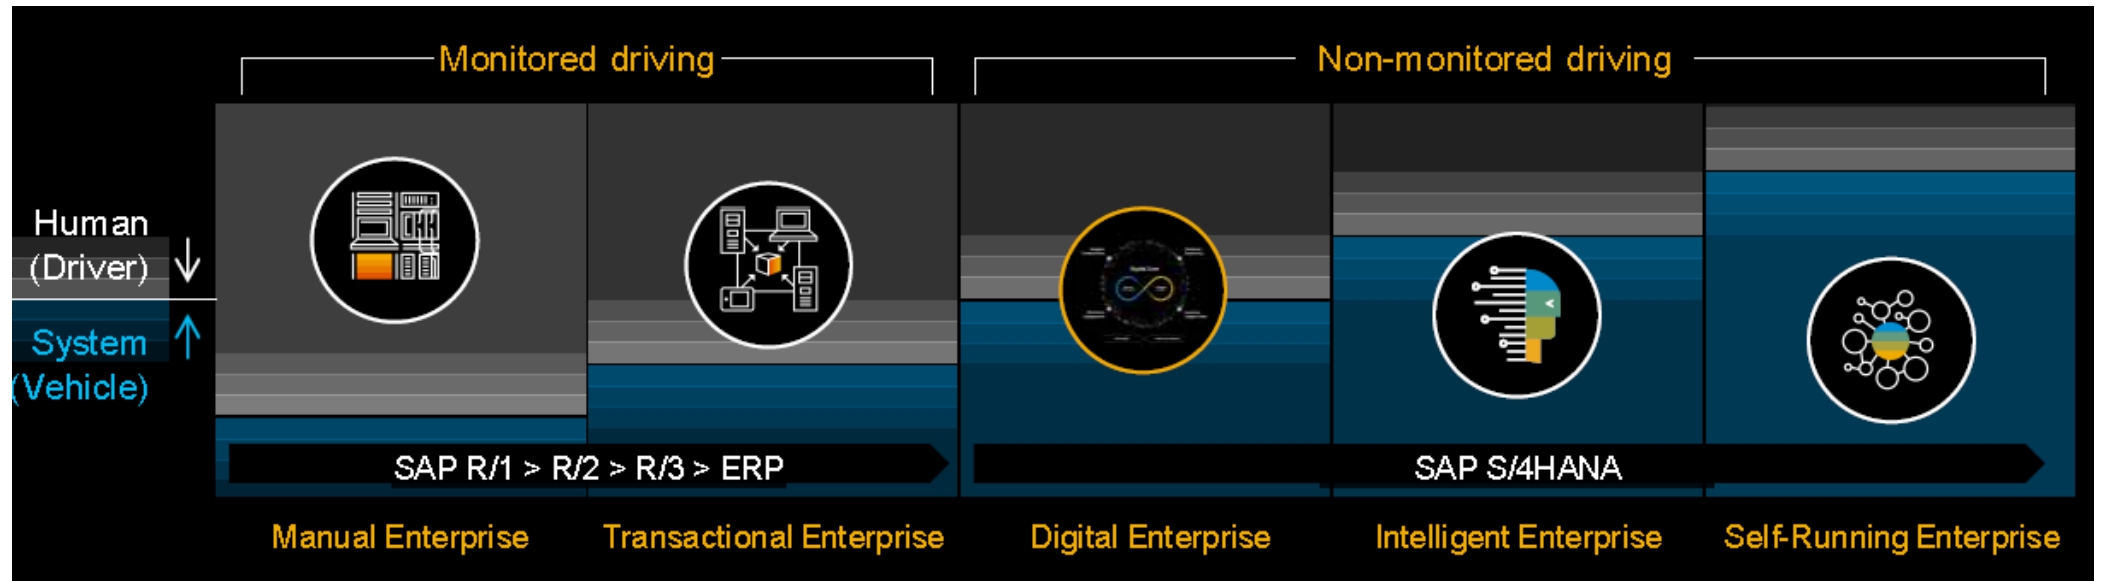 Monitored driving
Non-monitored driving
Human
(Driver)
System
(Vehicle)
SAP R/1 > R/2 > R/3 > ERP
SAP S/4HANA
Manual Enterprise
Transactional Enterprise
Digital Enterprise
Intelligent Enterprise
Self-Running Enterprise